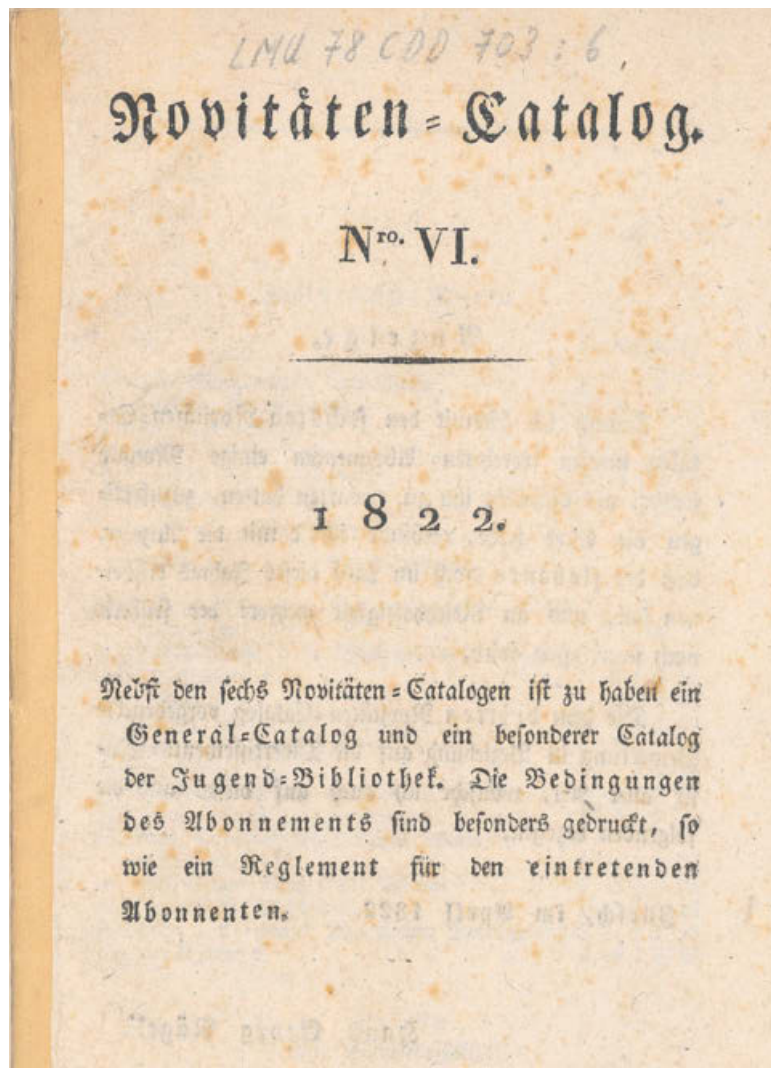 LMU 78 CDD 703 : 6.
Novitäten=Catalog.
Nro. VI.
1822.
Nebst den sechs Novitäten=Catalogen ist zu haben ein
General=Catalog und ein besonderer Catalog
der Jugend=Bibliothek. Die Bedingungen
des Abonnements sind besonders gedruckt, so
wie ein Reglement für den eintretenden
Abonnenten.